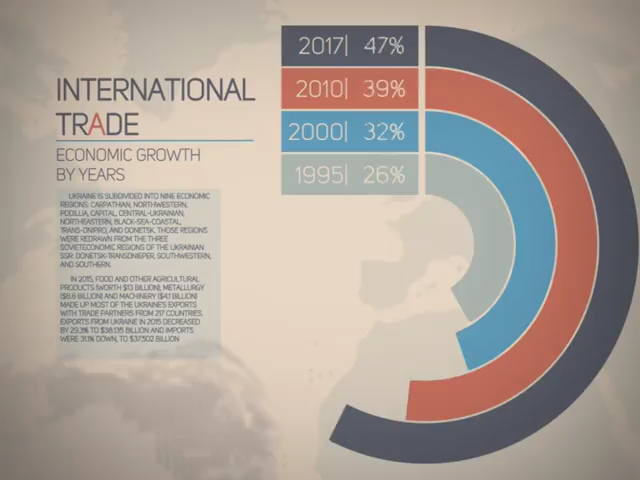 INTERNATIONAL
TRADE
ECONOMIC GROWTH
BY YEARS
UKRAINE IS SUBDIVIDED INTO NINE ECONOMIC
REGIONS: CARPATHIAN, NORTHWESTERN,
PODILLIA, CAPITAL, CENTRAL-UKRAINIAN,
NORTHEASTERN, BLACK-SEA-COASTAL,
TRANS-DNIPRO, AND DONETSK. THOSE REGIONS
WERE REDRAWN FROM THE THREE
SOVIETECONOMIC REGIONS OF THE UKRAINIAN
SSR: DONETSK-TRANSDNIEPER, SOUTHWESTERN,
AND SOUTHERN.
IN 2015, FOOD AND OTHER AGRICULTURAL
PRODUCTS (WORTH $13 BILLION), METALLURGY
($8.8 BILLION) AND MACHINERY ($4.1 BILLION)
MADE UP MOST OF THE UKRAINE'S EXPORTS
WITH TRADE PARTNERS FROM 217 COUNTRIES.
EXPORTS FROM UKRAINE IN 2015 DECREASED
BY 29.3% TO $38.135 BILLION AND IMPORTS
WERE 31.1% DOWN, TO $37.502 BILLION
2017| 47%
2010| 39%
2000| 32%
1995| 26%